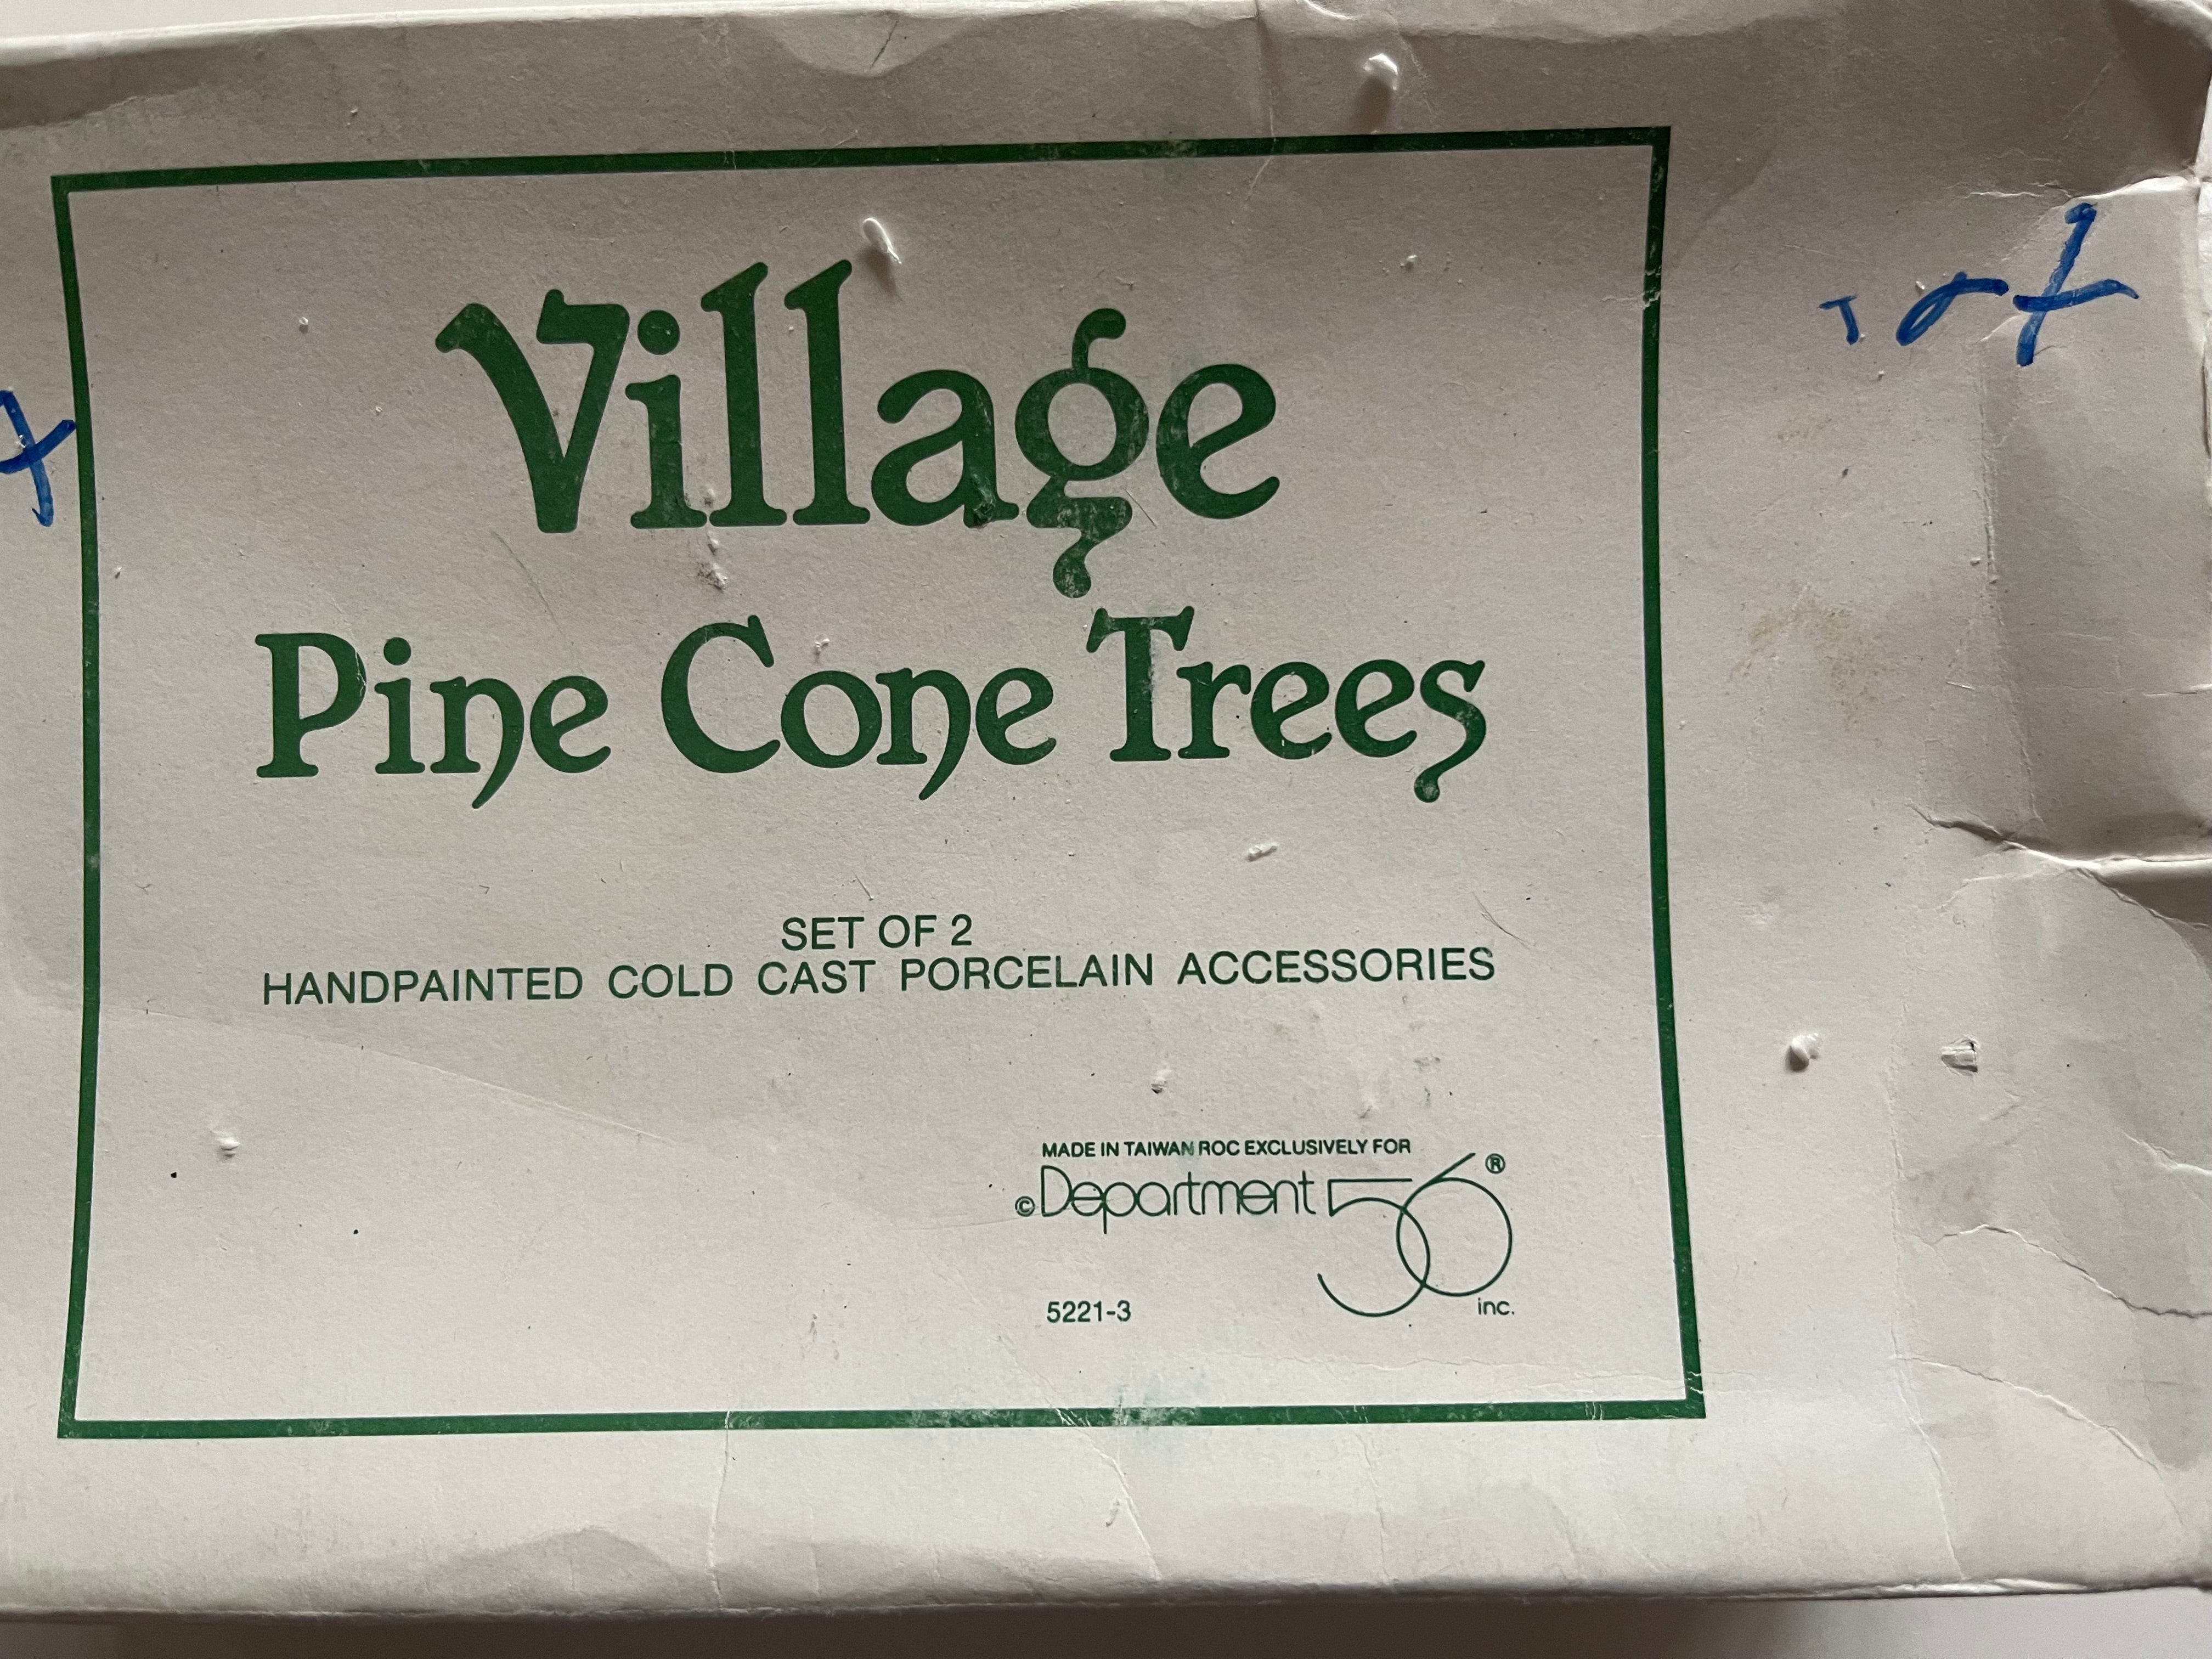 Village
Pine Cone Trees
SET OF 2
HANDPAINTED COLD CAST PORCELAIN ACCESSORIES
MADE IN TAIWAN ROC EXCLUSIVELY FOR
©Department 56®
5221-3
inc.